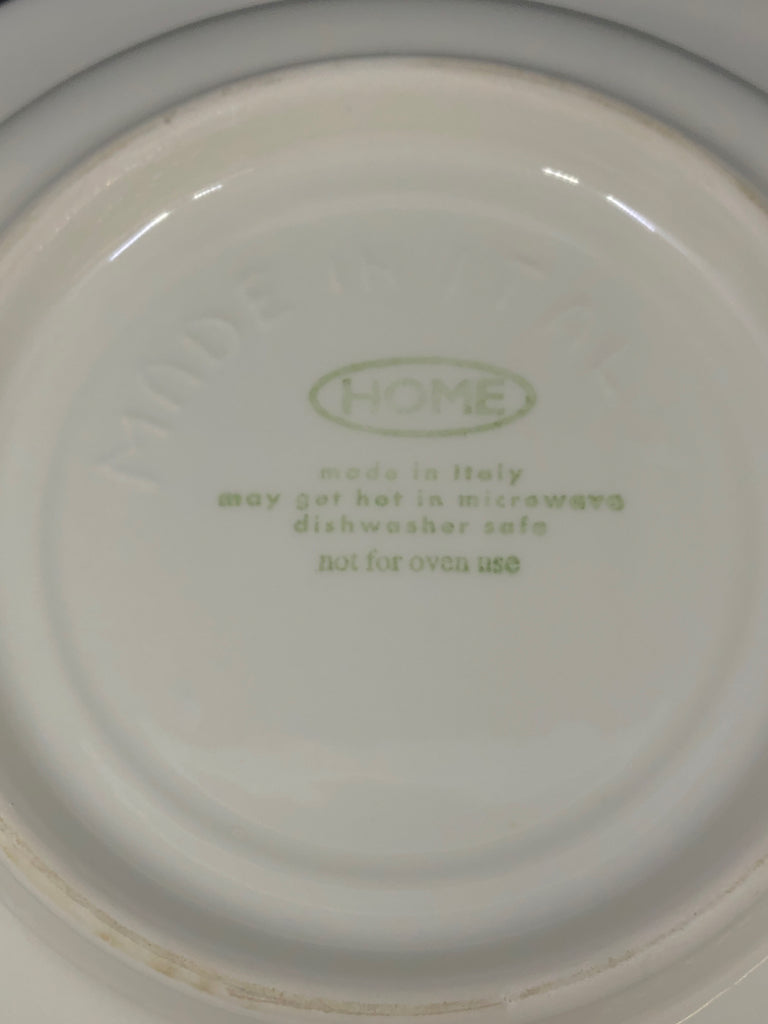 MADE IN ITALY
HOME
made in Italy
may get hot in microwave
dishwasher safe
not for oven use